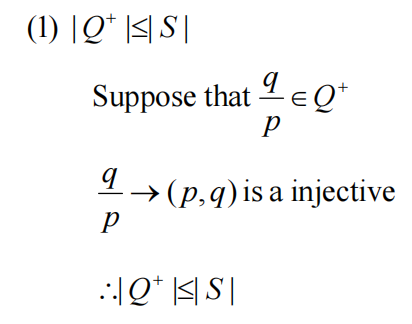 (1) |Q⁺|≤|S|
Suppose that q/p ∈ Q⁺
q/p → (p,q) is a injective
∴|Q⁺|≤|S|